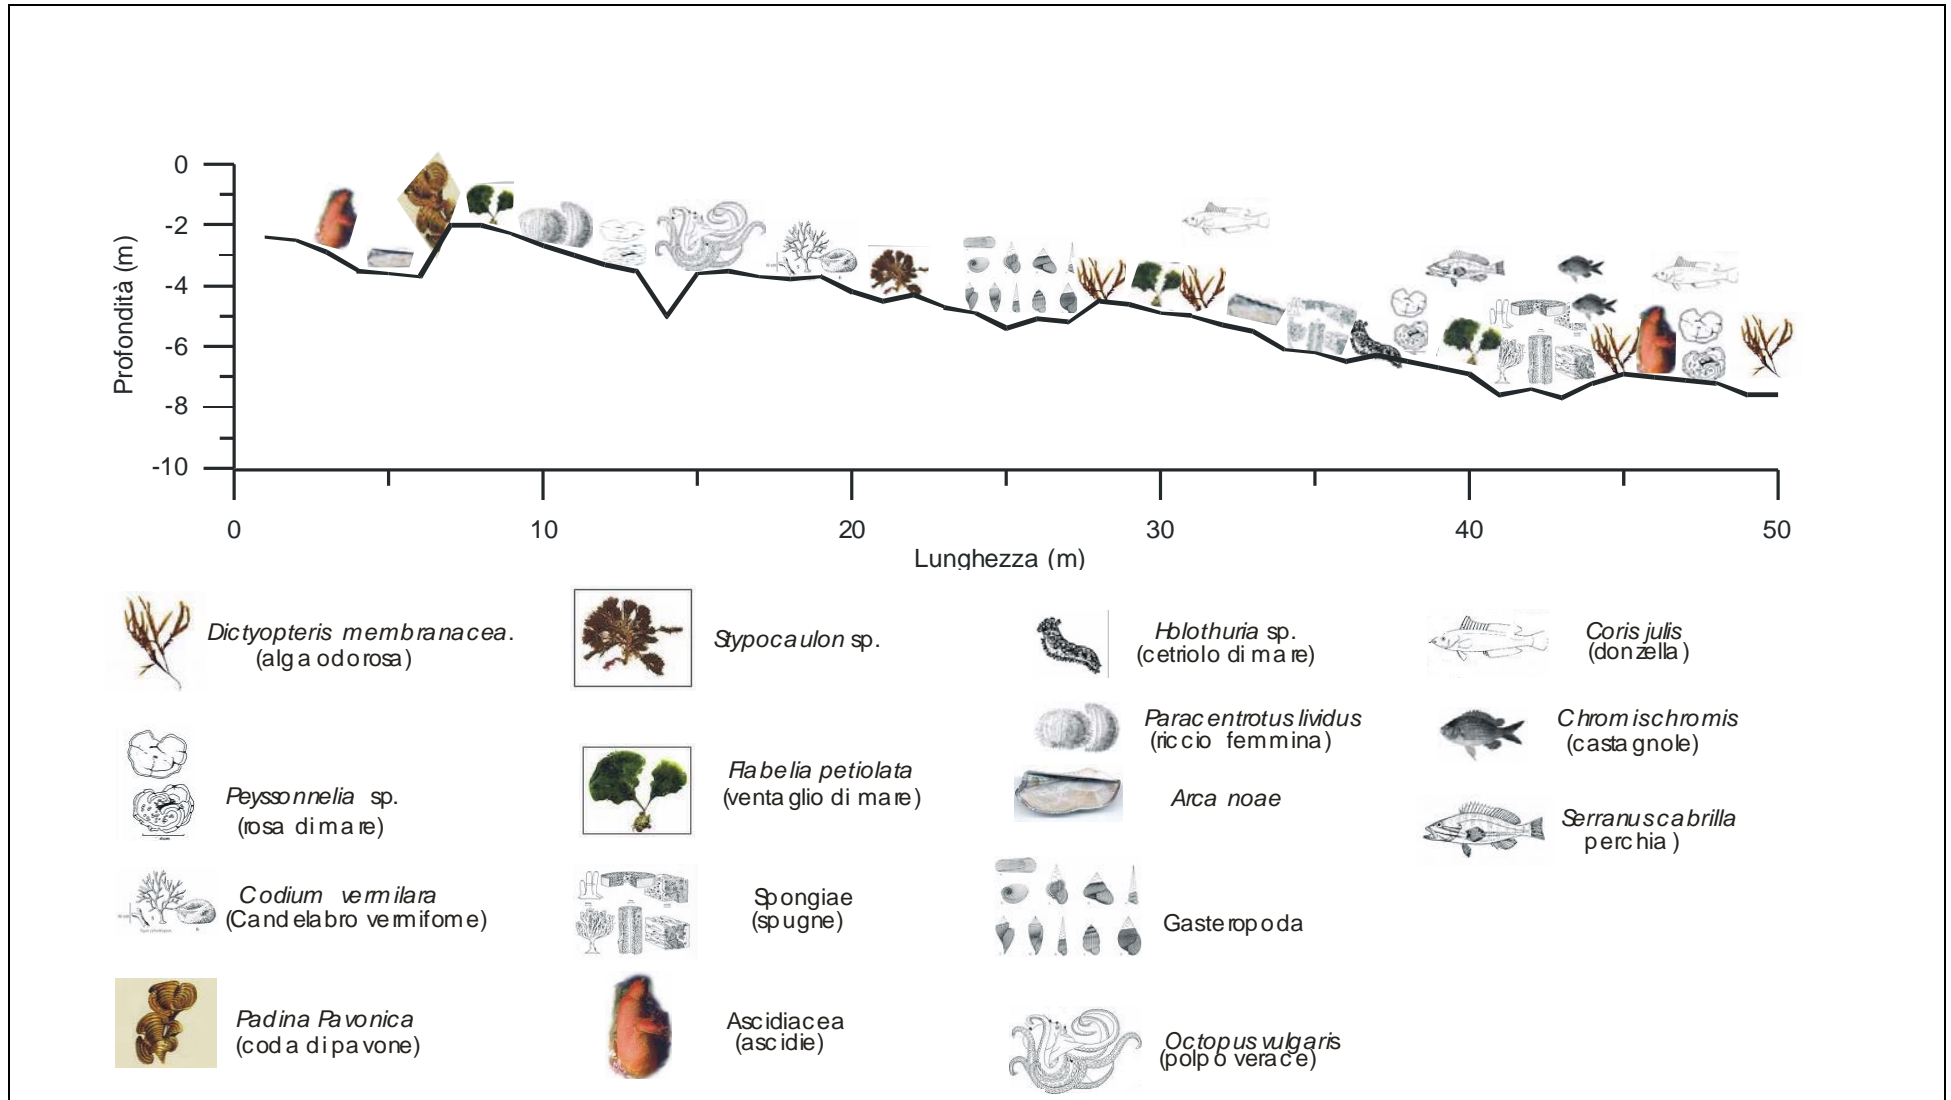 0
-2
-4
-6
-8
-10
Profondità (m)
0 10 20 30 40 50
Lunghezza (m)
Dictyopteris membranacea.
(alga odorosa)
Peyssonnelia sp.
(rosa di mare)
Codium vermilara
(Candelabro vermifome)
Padina Pavonica
(coda di pavone)
Stypocaulon sp.
Flabelia petiolata
(ventaglio di mare)
Spongiae
(spugne)
Ascidiacea
(ascidie)
Holothuria sp.
(cetriolo di mare)
Paracentrotus lividus
(riccio femmina)
Arca noae
Gasteropoda
Octopus vulgaris
(polpo verace)
Coris julis
(donzella)
Chromis chromis
(castagnole)
Serranus cabrilla
perchia)